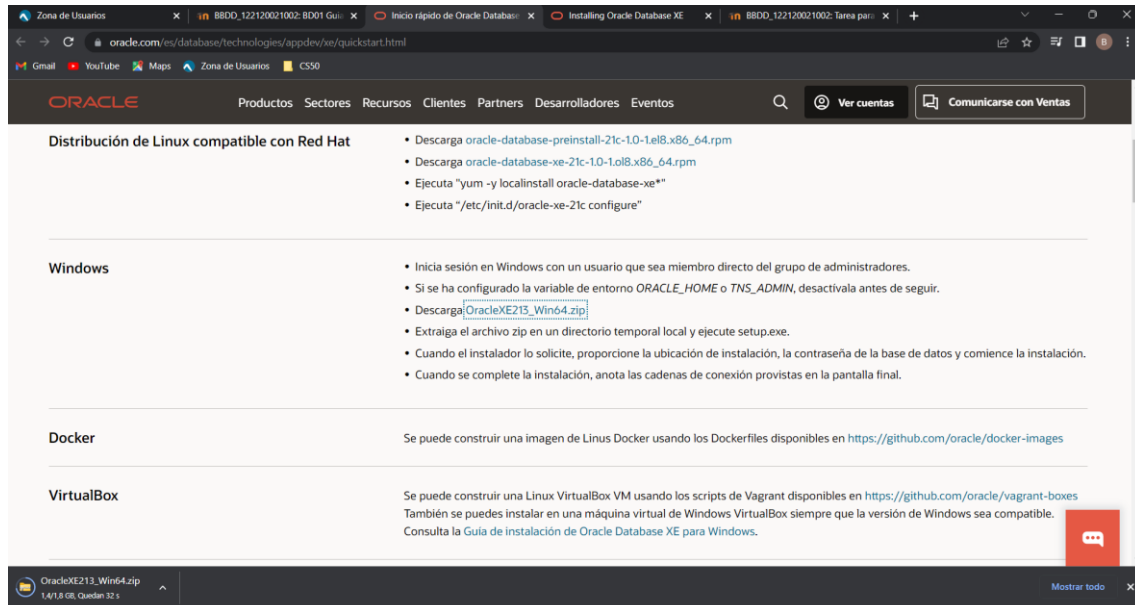 Zona de Usuarios
BBDD_122120021002: BD01 Guía
Inicio rápido de Oracle Database
Installing Oracle Database XE
BBDD_122120021002: Tarea para
oracle.com/es/database/technologies/appdev/xe/quickstart.html
B
Gmail YouTube Maps Zona de Usuarios CS50
ORACLE
Productos Sectores Recursos Clientes Partners Desarrolladores Eventos
Ver cuentas
Comunicarse con Ventas
Distribución de Linux compatible con Red Hat
• Descarga oracle-database-preinstall-21c-1.0-1.el8.x86_64.rpm
• Descarga oracle-database-xe-21c-1.0-1.ol8.x86_64.rpm
• Ejecuta "yum -y localinstall oracle-database-xe*"
• Ejecuta “/etc/init.d/oracle-xe-21c configure”
Windows
• Inicia sesión en Windows con un usuario que sea miembro directo del grupo de administradores.
• Si se ha configurado la variable de entorno ORACLE_HOME o TNS_ADMIN, desactívala antes de seguir.
• Descarga OracleXE213_Win64.zip
• Extraiga el archivo zip en un directorio temporal local y ejecute setup.exe.
• Cuando el instalador lo solicite, proporcione la ubicación de instalación, la contraseña de la base de datos y comience la instalación.
• Cuando se complete la instalación, anota las cadenas de conexión provistas en la pantalla final.
Docker
Se puede construir una imagen de Linus Docker usando los Dockerfiles disponibles en https://github.com/oracle/docker-images
VirtualBox
Se puede construir una Linux VirtualBox VM usando los scripts de Vagrant disponibles en https://github.com/oracle/vagrant-boxes
También se puedes instalar en una máquina virtual de Windows VirtualBox siempre que la versión de Windows sea compatible.
Consulta la Guía de instalación de Oracle Database XE para Windows.
OracleXE213_Win64.zip
1,4/1,8 GB, Quedan 32 s
Mostrar todo